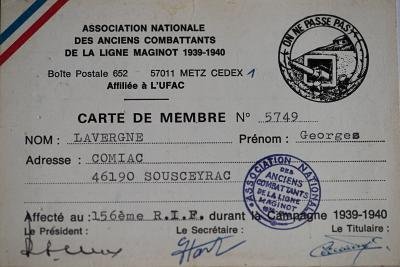 ASSOCIATION NATIONALE
DES ANCIENS COMBATTANTS
DE LA LIGNE MAGINOT 1939-1940
ON NE PASSE PAS
Boîte Postale 652 57011 METZ CEDEX 1
Affiliée à L'UFAC
CARTE DE MEMBRE N° 5749
NOM : LAVERGNE Prénom : Georges
Adresse : COMIAC
46190 SOUSCEYRAC
ASSOCIATION NATIONALE
DES
ANCIENS
COMBATTANTS
DE LA LIGNE
MAGINOT
Affecté au : 156ème R.I.F. durant la Campagne 1939-1940
Le Président : Le Secrétaire : Le Titulaire :